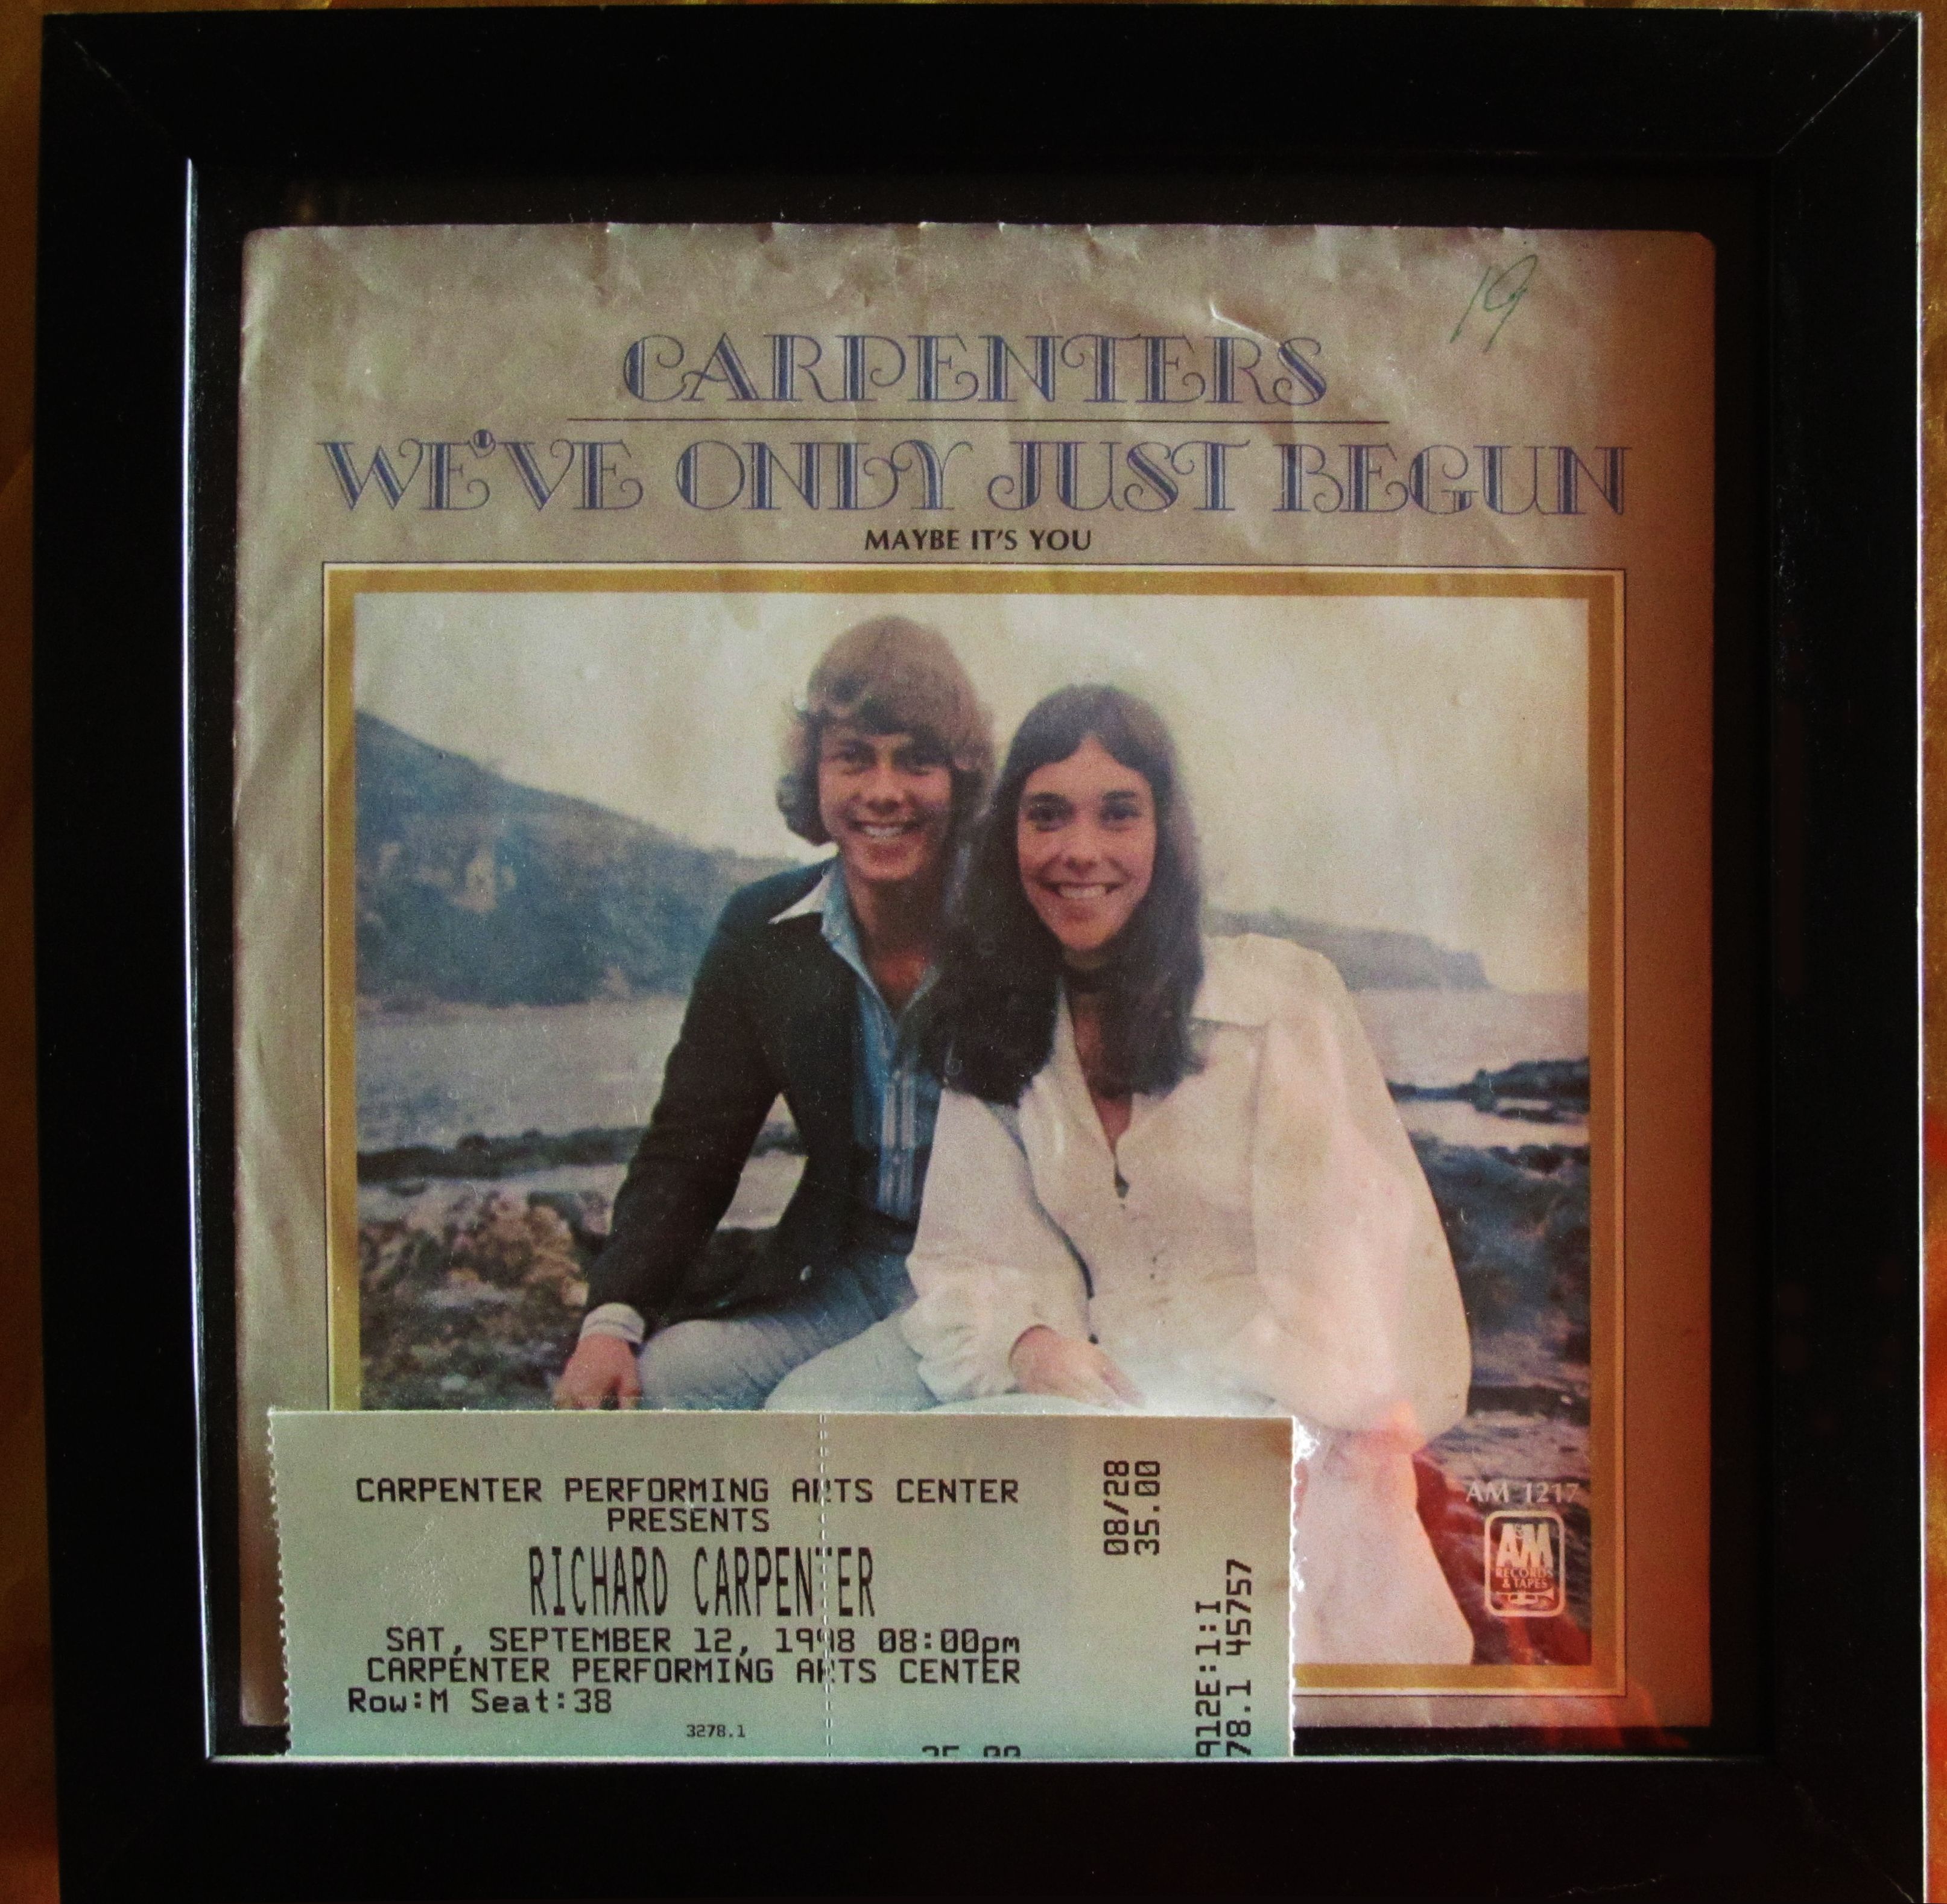 19
CARPENTERS
WE'VE ONLY JUST BEGUN
MAYBE IT'S YOU
AM 1217
A&M
RECORDS
& TAPES
CARPENTER PERFORMING ARTS CENTER
PRESENTS
RICHARD CARPENTER
SAT, SEPTEMBER 12, 1998 08:00pm
CARPENTER PERFORMING ARTS CENTER
Row:M Seat:38
3278.1
08/28
35.00
912E:1:I
78.1 45757